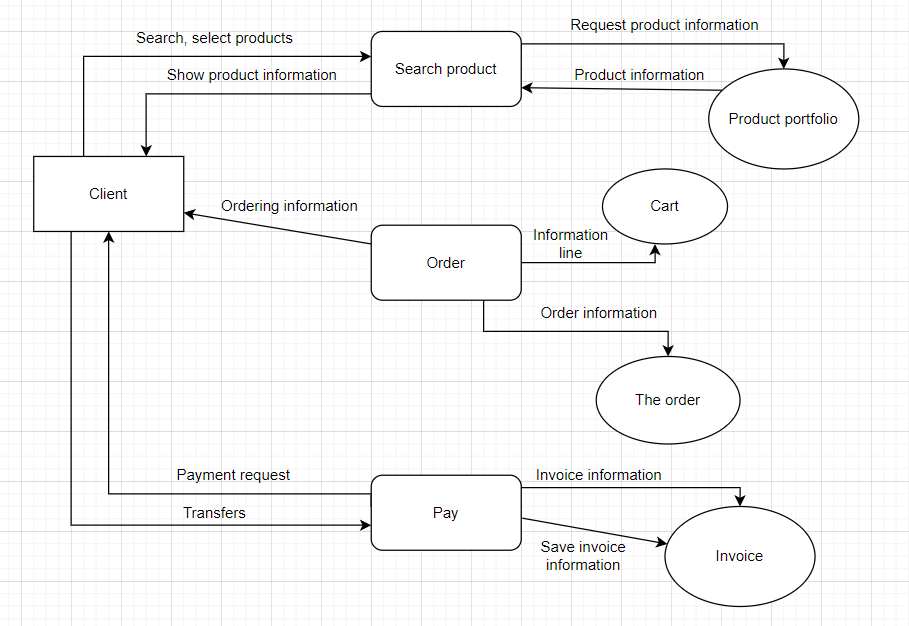 Request product information
Search, select products
Search product
Show product information
Product information
Product portfolio
Client
Ordering information
Cart
Information
line
Order
Order information
The order
Payment request
Invoice information
Transfers
Pay
Save invoice
information
Invoice